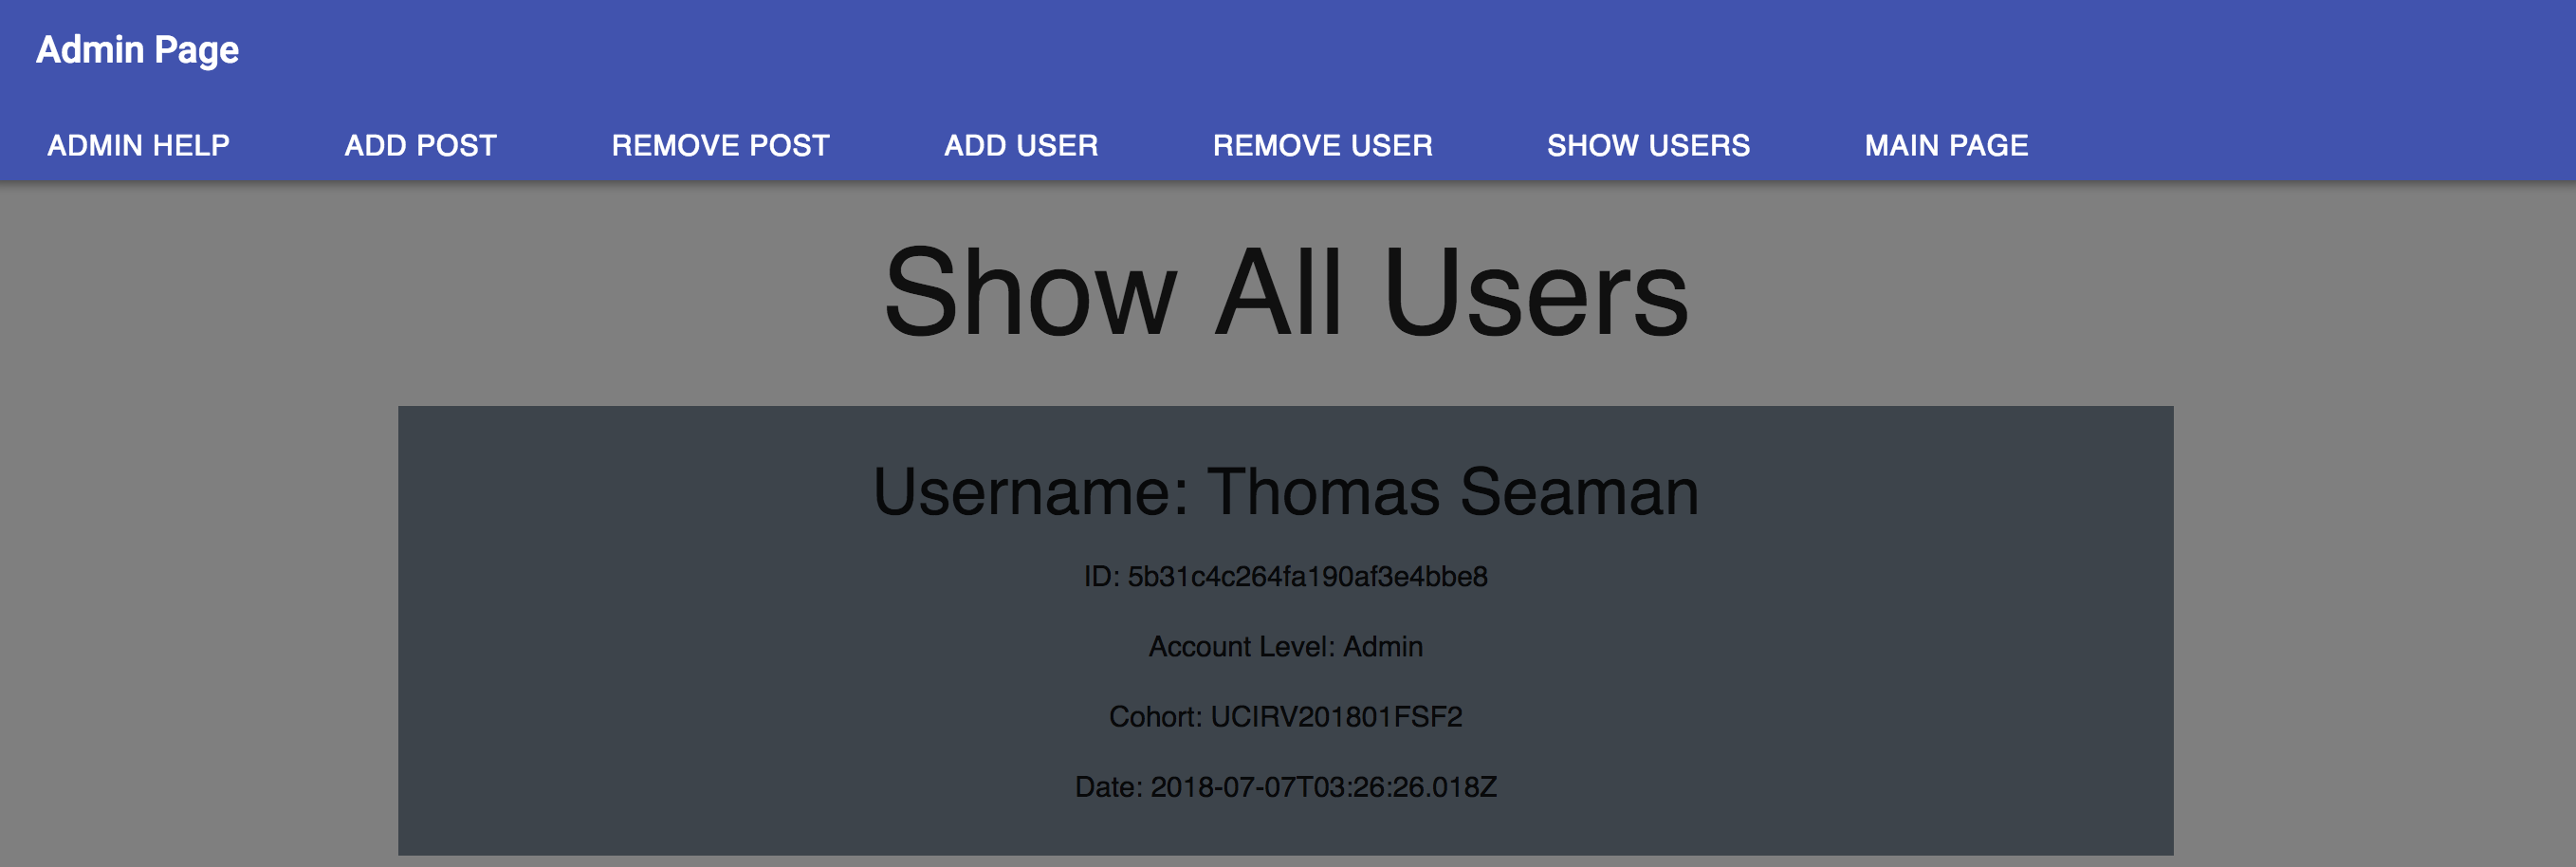 Admin Page
ADMIN HELP ADD POST REMOVE POST ADD USER REMOVE USER SHOW USERS MAIN PAGE
Show All Users
Username: Thomas Seaman
ID: 5b31c4c264fa190af3e4bbe8
Account Level: Admin
Cohort: UCIRV201801FSF2
Date: 2018-07-07T03:26:26.018Z